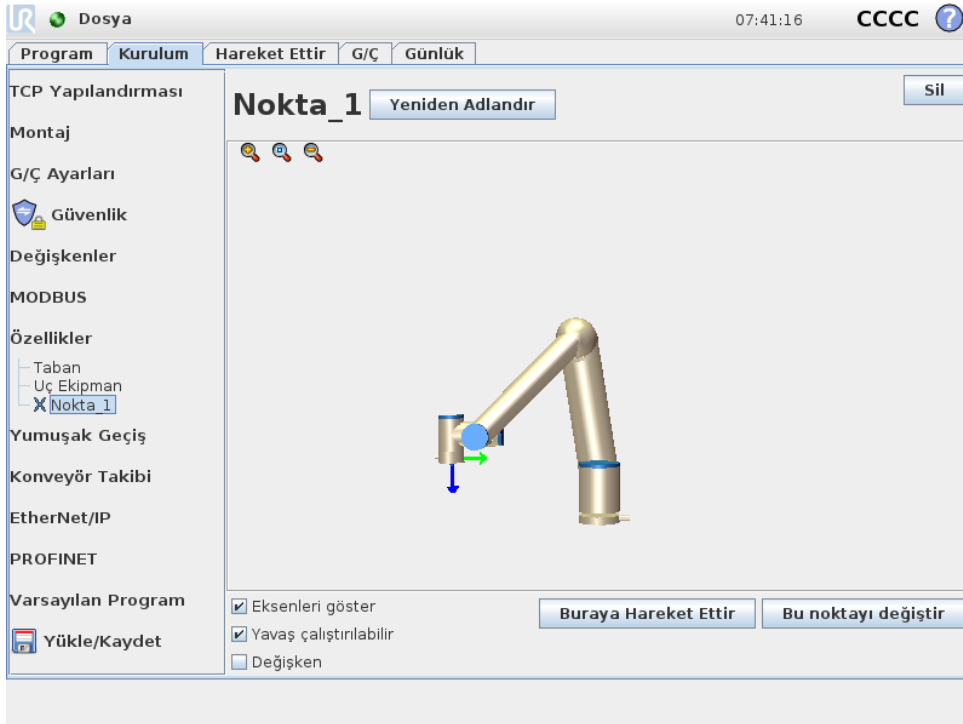 UR Dosya 07:41:16 CCCC ?
Program Kurulum Hareket Ettir G/Ç Günlük
TCP Yapılandırması
Montaj
G/Ç Ayarları
Güvenlik
Değişkenler
MODBUS
Özellikler
Taban
Uç Ekipman
Nokta_1
Yumuşak Geçiş
Konveyör Takibi
EtherNet/IP
PROFINET
Varsayılan Program
Yükle/Kaydet
Nokta_1 Yeniden Adlandır Sil
Eksenleri göster
Yavaş çalıştırılabilir
Değişken
Buraya Hareket Ettir Bu noktayı değiştir